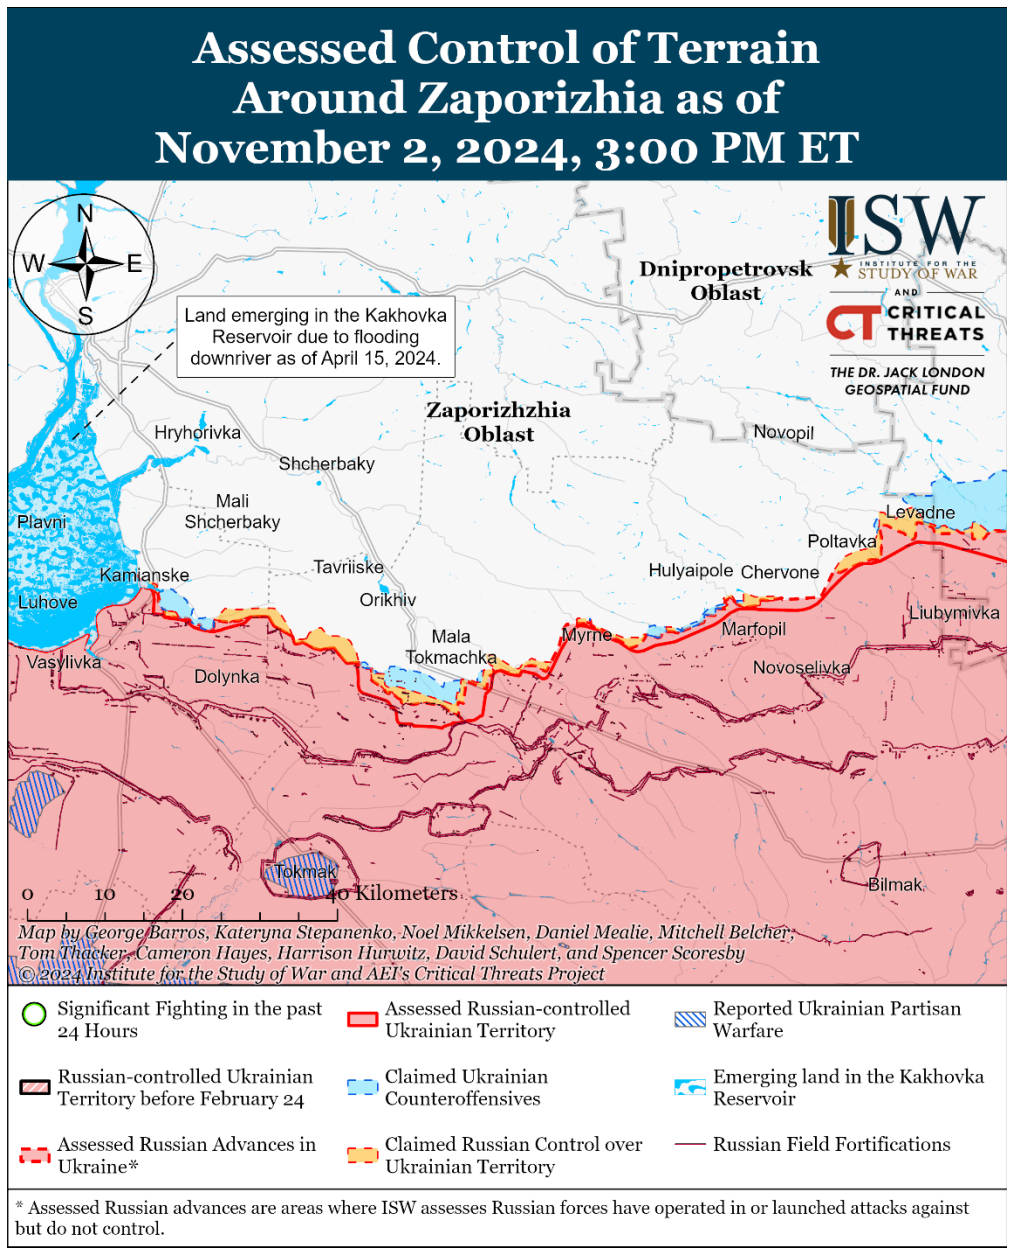 Assessed Control of Terrain
Around Zaporizhia as of
November 2, 2024, 3:00 PM ET
N
W E
S
ISW
INSTITUTE FOR THE
STUDY OF WAR
AND
CT CRITICAL
THREATS
THE DR. JACK LONDON
GEOSPATIAL FUND
Dnipropetrovsk
Oblast
Land emerging in the Kakhovka
Reservoir due to flooding
downriver as of April 15, 2024.
Zaporizhzhia
Oblast
Hryhorivka
Novopil
Shcherbaky
Mali
Shcherbaky
Plavni
Levadne
Poltavka
Kamianske
Tavriiske
Hulyaipole
Chervone
Luhove
Orikhiv
Liubymivka
Mala
Tokmachka
Myrne
Marfopil
Vasylivka
Dolynka
Novoselivka
Tokmak
Bilmak
0 10 20 40 Kilometers
Map by George Barros, Kateryna Stepanenko, Noel Mikkelsen, Daniel Mealie, Mitchell Belcher,
Tom Thacker, Cameron Hayes, Harrison Hurwitz, David Schulert, and Spencer Scoresby
© 2024 Institute for the Study of War and AEI's Critical Threats Project
Significant Fighting in the past
24 Hours
Russian-controlled Ukrainian
Territory before February 24
Assessed Russian Advances in
Ukraine*
Assessed Russian-controlled
Ukrainian Territory
Claimed Ukrainian
Counteroffensives
Claimed Russian Control over
Ukrainian Territory
Reported Ukrainian Partisan
Warfare
Emerging land in the Kakhovka
Reservoir
Russian Field Fortifications
* Assessed Russian advances are areas where ISW assesses Russian forces have operated in or launched attacks against
but do not control.